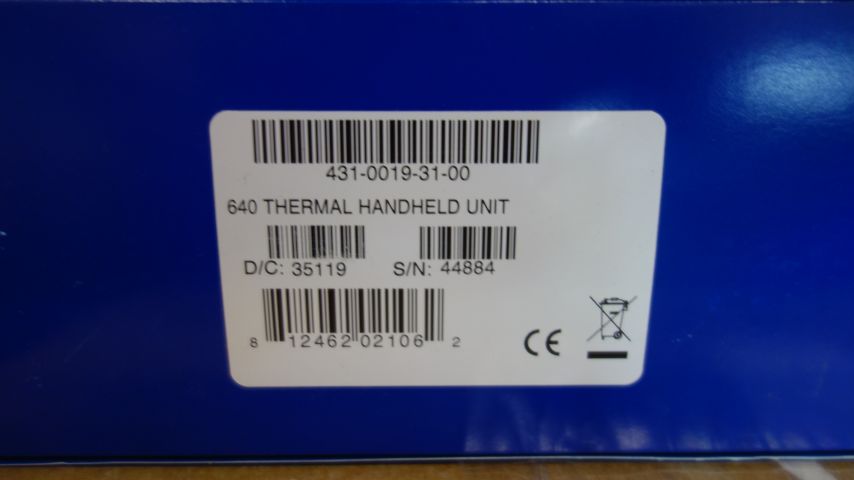 431-0019-31-00
640 THERMAL HANDHELD UNIT
D/C: 35119 S/N: 44884
8 12462 02106 2
CE